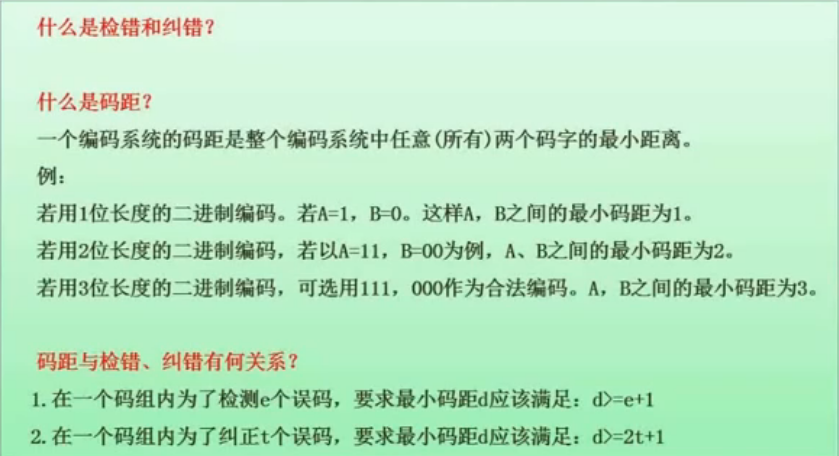 什么是检错和纠错？
什么是码距？
一个编码系统的码距是整个编码系统中任意(所有)两个码字的最小距离。
例：
若用1位长度的二进制编码。若A=1，B=0。这样A，B之间的最小码距为1。
若用2位长度的二进制编码，若以A=11，B=00为例，A、B之间的最小码距为2。
若用3位长度的二进制编码，可选用111，000作为合法编码。A，B之间的最小码距为3。
码距与检错、纠错有何关系？
1.在一个码组内为了检测e个误码，要求最小码距d应该满足：d>=e+1
2.在一个码组内为了纠正t个误码，要求最小码距d应该满足：d>=2t+1